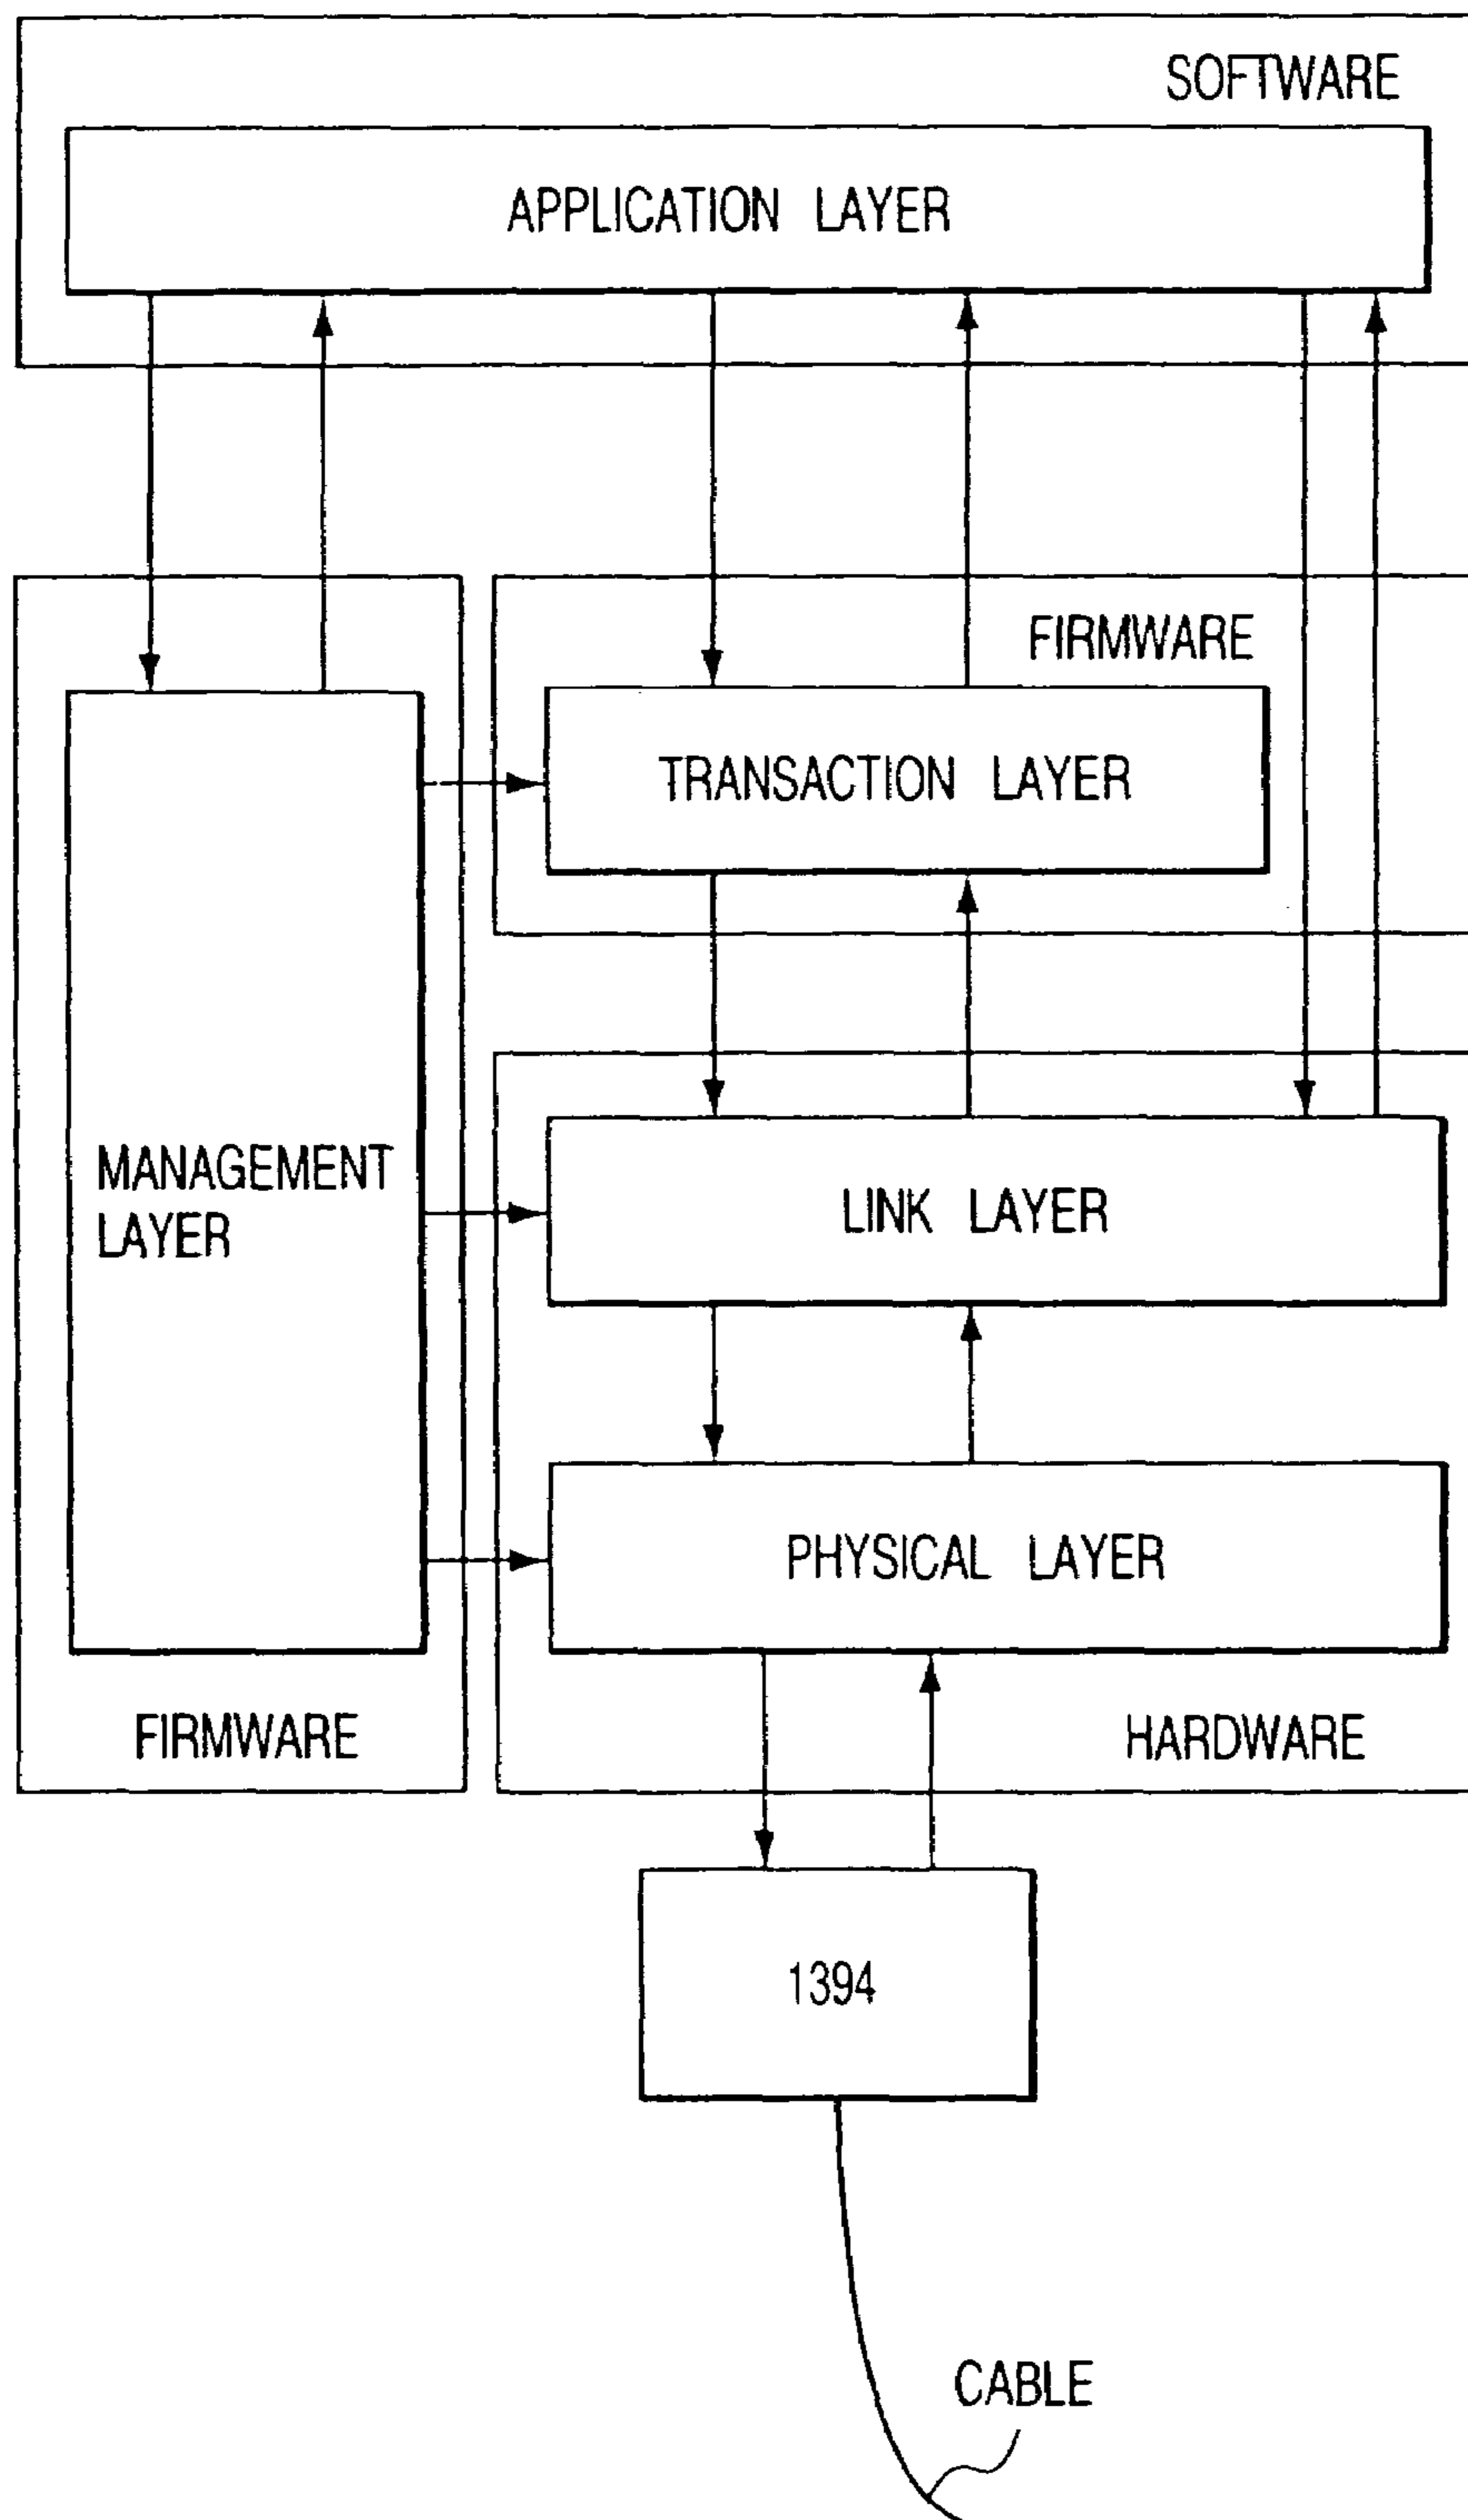 SOFTWARE
APPLICATION LAYER
FIRMWARE
TRANSACTION LAYER
MANAGEMENT
LAYER
LINK LAYER
PHYSICAL LAYER
FIRMWARE
HARDWARE
1394
CABLE